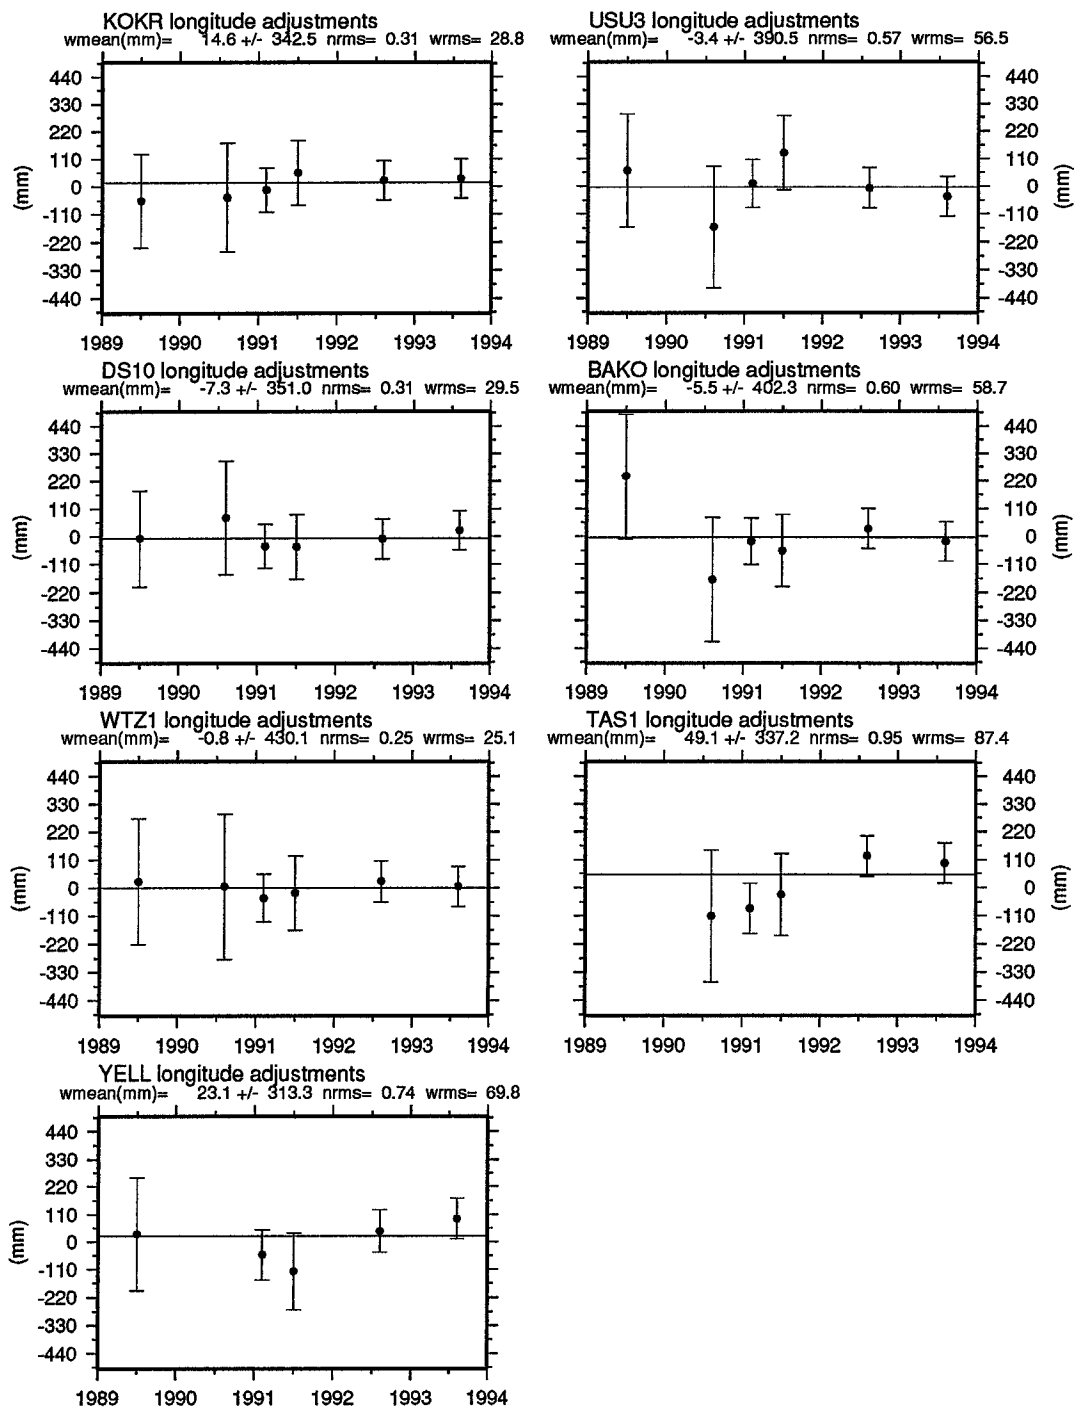 KOKR longitude adjustments
wmean(mm)= 14.6 +/- 342.5 nrms= 0.31 wrms= 28.8
440
330
220
110
0
-110
-220
-330
-440
(mm)
1989 1990 1991 1992 1993 1994
USU3 longitude adjustments
wmean(mm)= -3.4 +/- 390.5 nrms= 0.57 wrms= 56.5
440
330
220
110
0
-110
-220
-330
-440
(mm)
1989 1990 1991 1992 1993 1994
DS10 longitude adjustments
wmean(mm)= -7.3 +/- 351.0 nrms= 0.31 wrms= 29.5
440
330
220
110
0
-110
-220
-330
-440
(mm)
1989 1990 1991 1992 1993 1994
BAKO longitude adjustments
wmean(mm)= -5.5 +/- 402.3 nrms= 0.60 wrms= 58.7
440
330
220
110
0
-110
-220
-330
-440
(mm)
1989 1990 1991 1992 1993 1994
WTZ1 longitude adjustments
wmean(mm)= -0.8 +/- 430.1 nrms= 0.25 wrms= 25.1
440
330
220
110
0
-110
-220
-330
-440
(mm)
1989 1990 1991 1992 1993 1994
TAS1 longitude adjustments
wmean(mm)= 49.1 +/- 337.2 nrms= 0.95 wrms= 87.4
440
330
220
110
0
-110
-220
-330
-440
(mm)
1989 1990 1991 1992 1993 1994
YELL longitude adjustments
wmean(mm)= 23.1 +/- 313.3 nrms= 0.74 wrms= 69.8
440
330
220
110
0
-110
-220
-330
-440
(mm)
1989 1990 1991 1992 1993 1994